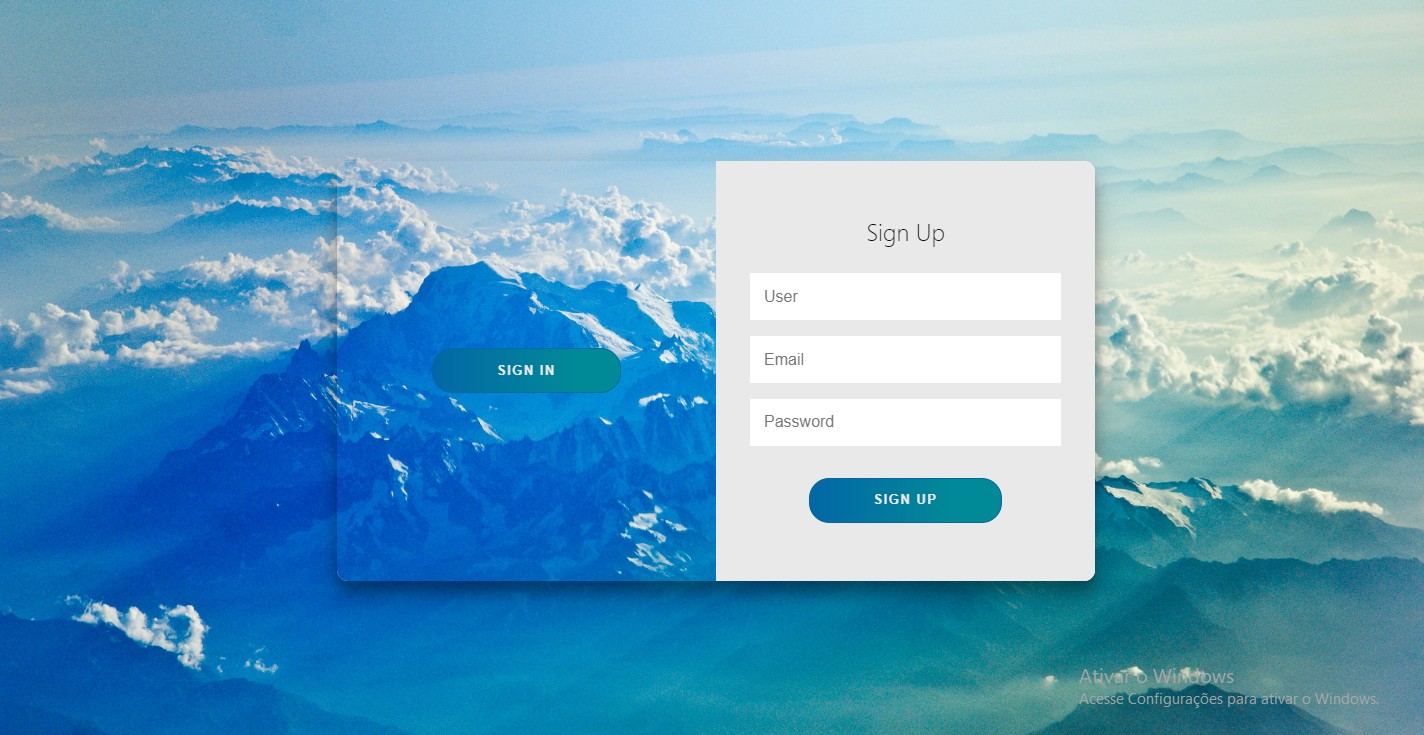 Sign Up
User
Email
SIGN IN
Password
SIGN UP
Ativar o Windows
Acesse Configurações para ativar o Windows.